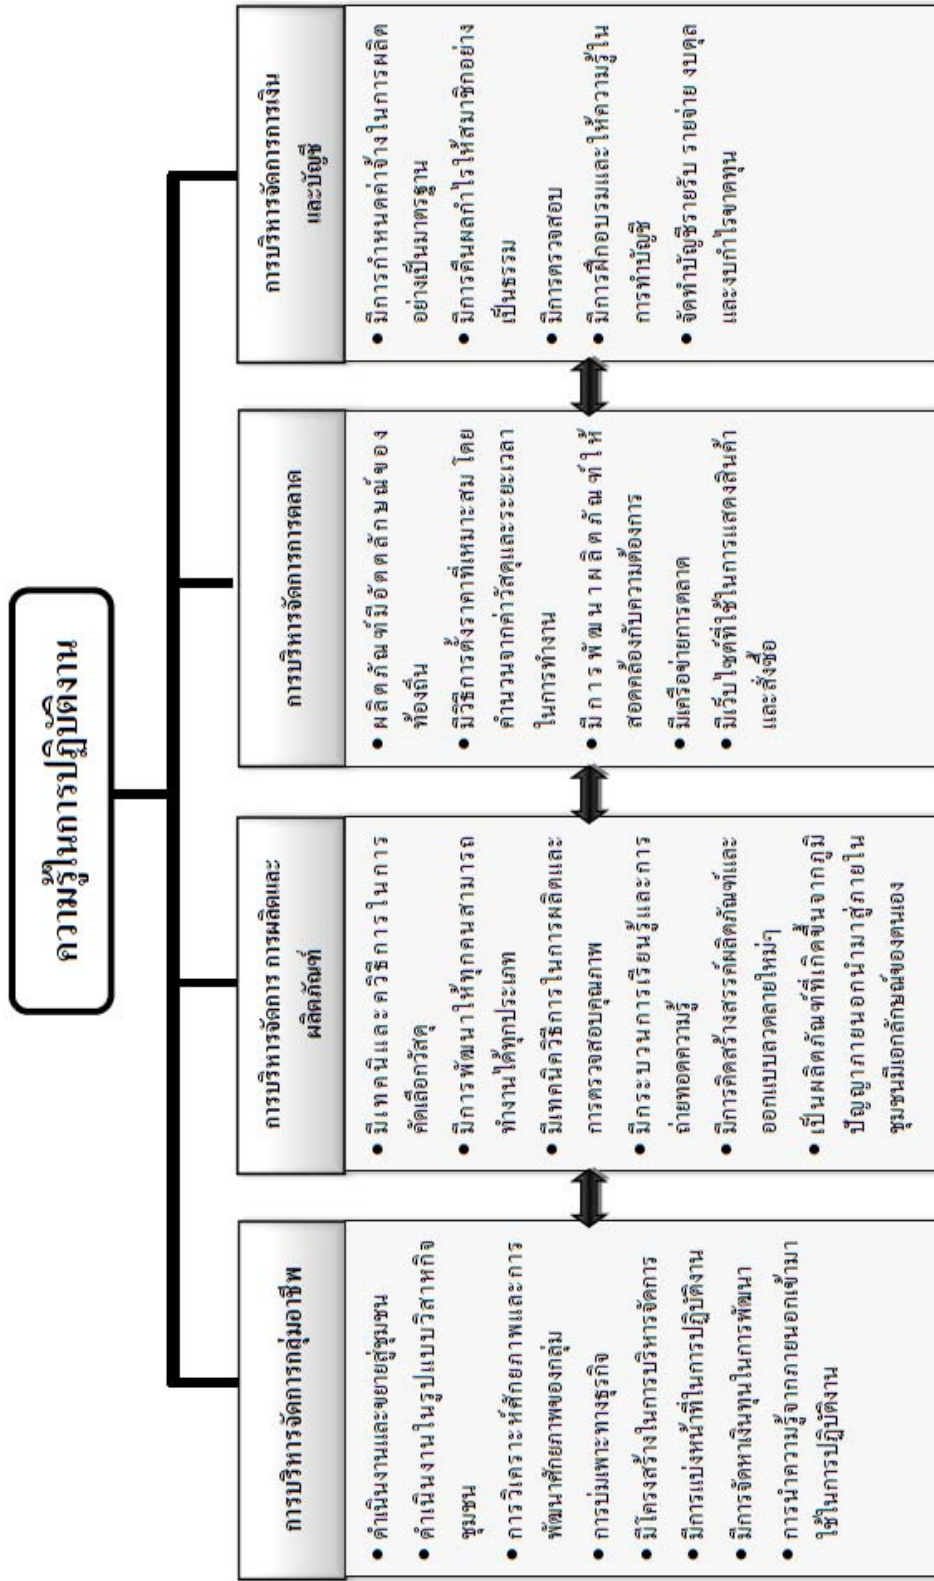 ความรู้ในการปฏิบัติงาน
การบริหารจัดการกลุ่มอาชีพ
● ดำเนินงานและขยายสู่ชุมชน
● ดำเนินงานในรูปแบบวิสาหกิจ
ชุมชน
● การวิเคราะห์ศักยภาพและการ
พัฒนาศักยภาพของกลุ่ม
● การบ่มเพาะทางธุรกิจ
● มีโครงสร้างในการบริหารจัดการ
● มีการแบ่งหน้าที่ในการปฏิบัติงาน
● มีการจัดหาเงินทุนในการพัฒนา
● การนำความรู้จากภายนอกเข้ามา
ใช้ในการปฏิบัติงาน
การบริหารจัดการ การผลิตและ
ผลิตภัณฑ์
● มีเทคนิคและควิธีการในการ
คัดเลือกวัสดุ
● มีการพัฒนาให้ทุกคนสามารถ
ทำงานได้ทุกประเภท
● มีเทคนิควิธีการในการผลิตและ
การตรวจสอบคุณภาพ
● มีกระบวนการเรียนรู้และการ
ถ่ายทอดความรู้
● มีการคิดสร้างสรรค์ผลิตภัณฑ์และ
ออกแบบลวดลายใหม่ๆ
● เป็นผลิตภัณฑ์ที่เกิดขึ้นจากภูมิ
ปัญญาภายนอกนำมาสู่ภายใน
ชุมชนมีเอกลักษณ์ของตนเอง
การบริหารจัดการการตลาด
● ผลิตภัณฑ์มีอัตตลักษณ์ของ
ท้องถิ่น
● มีวิธีการตั้งราคาที่เหมาะสม โดย
คำนวนจากค่าวัสดุและระยะเวลา
ในการทำงาน
● มีการพัฒนาผลิตภัณฑ์ให้
สอดคล้องกับความต้องการ
● มีเครือข่ายการตลาด
● มีเว็บไซต์ที่ใช้ในการแสดงสินค้า
และสั่งซื้อ
การบริหารจัดการการเงิน
และบัญชี
● มีการกำหนดค่าจ้างในการผลิต
อย่างเป็นมาตรฐาน
● มีการคืนผลกำไรให้สมาชิกอย่าง
เป็นธรรม
● มีการตรวจสอบ
● มีการฝึกอบรมและให้ความรู้ใน
การทำบัญชี
● จัดทำบัญชีรายรับ รายจ่าย งบดุล
และงบกำไรขาดทุน